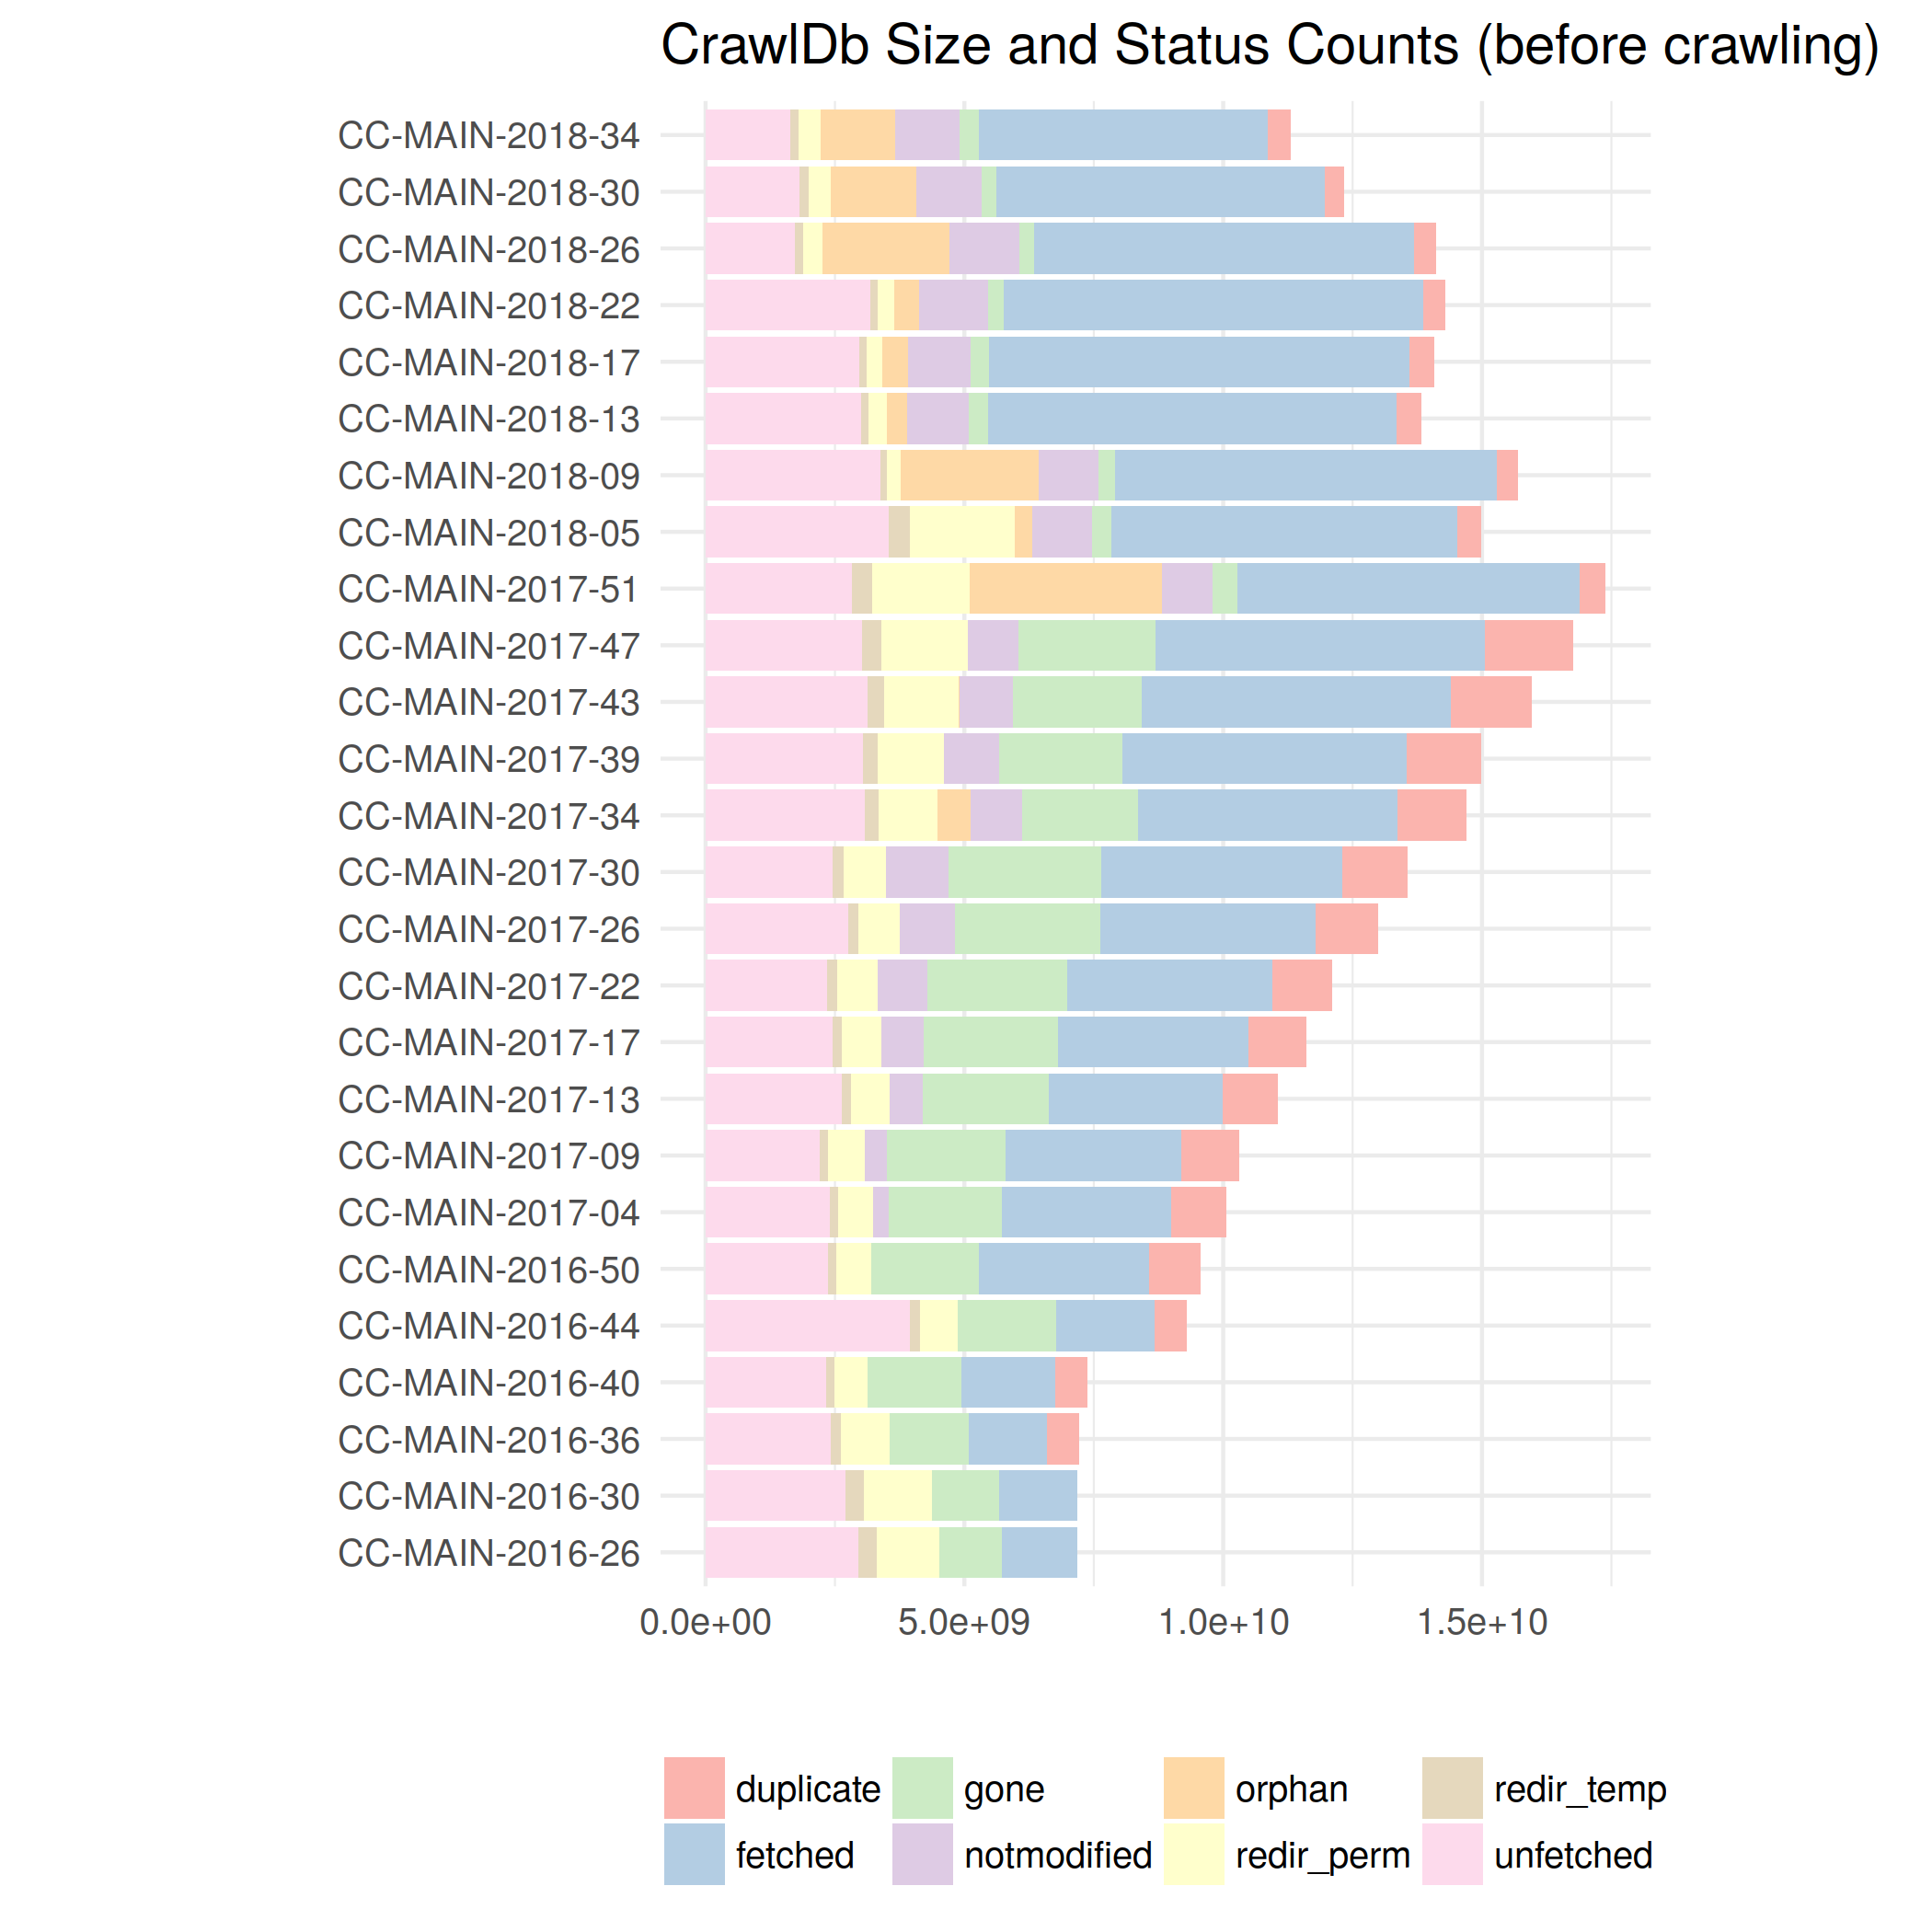 CrawlDb Size and Status Counts (before crawling)
CC-MAIN-2018-34
CC-MAIN-2018-30
CC-MAIN-2018-26
CC-MAIN-2018-22
CC-MAIN-2018-17
CC-MAIN-2018-13
CC-MAIN-2018-09
CC-MAIN-2018-05
CC-MAIN-2017-51
CC-MAIN-2017-47
CC-MAIN-2017-43
CC-MAIN-2017-39
CC-MAIN-2017-34
CC-MAIN-2017-30
CC-MAIN-2017-26
CC-MAIN-2017-22
CC-MAIN-2017-17
CC-MAIN-2017-13
CC-MAIN-2017-09
CC-MAIN-2017-04
CC-MAIN-2016-50
CC-MAIN-2016-44
CC-MAIN-2016-40
CC-MAIN-2016-36
CC-MAIN-2016-30
CC-MAIN-2016-26
0.0e+00 5.0e+09 1.0e+10 1.5e+10
duplicate gone orphan redir_temp
fetched notmodified redir_perm unfetched